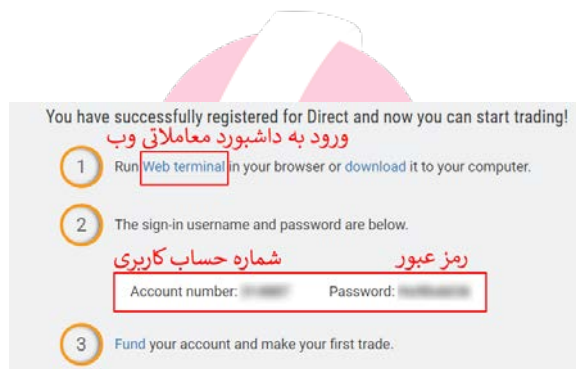 You have successfully registered for Direct and now you can start trading!
ورود به داشبورد معاملاتی وب
1 Run Web terminal in your browser or download it to your computer.
2 The sign-in username and password are below.
شماره حساب کاربری رمز عبور
Account number: Password:
3 Fund your account and make your first trade.